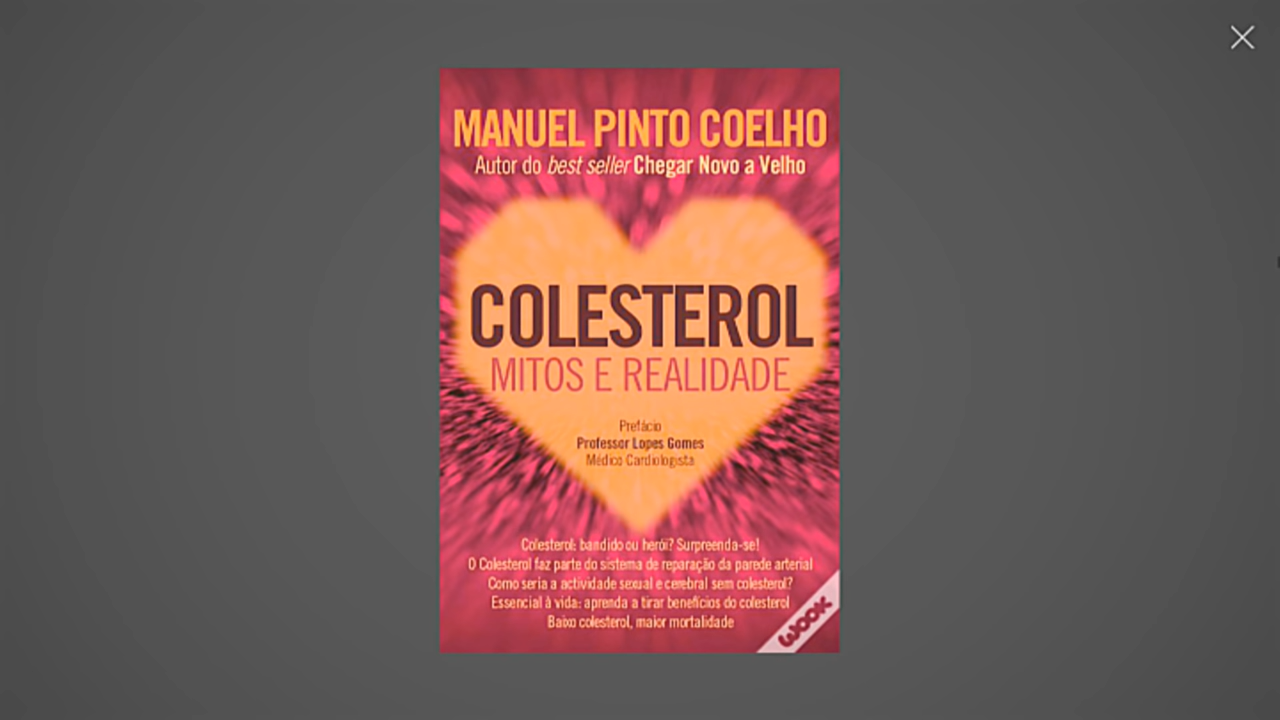 MANUEL PINTO COELHO
Autor do best seller Chegar Novo a Velho
COLESTEROL
MITOS E REALIDADE
Prefácio
Professor Lopes Gomes
Médico Cardiologista
Colesterol: bandido ou herói? Surpreenda-se!
O Colesterol faz parte do sistema de reparação da parede arterial
Como seria a actividade sexual e cerebral sem colesterol?
Essencial à vida: aprenda a tirar benefícios do colesterol
Baixo colesterol, maior mortalidade
WOOK